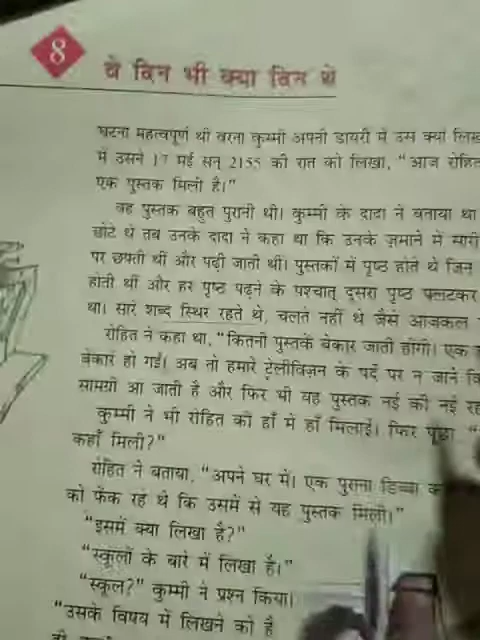 8
वे दिन भी क्या दिन थे
घटना महत्वपूर्ण थी वरना कुम्मी अपनी डायरी में उसे क्यों
में उसने 17 मई सन् 2155 की रात को लिखा, “आज रोहित
एक पुस्तक मिली है।”
वह पुस्तक बहुत पुरानी थी। कुम्मी के दादा ने बताया था
छोटे थे तब उनके दादा ने कहा था कि उनके ज़माने में सारी
पर छपती थीं और पढ़ी जाती थीं। पुस्तकों में पृष्ठ होते थे जिन
होती थीं और हर पृष्ठ पढ़ने के पश्चात् दूसरा पृष्ठ पलटकर
था। सारे शब्द स्थिर रहते थे, चलते नहीं थे जैसे आजकल
रोहित ने कहा था, “कितनी पुस्तकें बेकार जाती होंगी। एक
बेकार हो गईं। अब तो हमारे टेलीविज़न के पर्दे पर न जाने
सामग्री आ जाती है और फिर भी यह पुस्तक नई की नई
कुम्मी ने भी रोहित की हाँ में हाँ मिलाई। फिर पूछा, “
कहाँ मिली?”
रोहित ने बताया, “अपने घर में। एक पुराना डिब्बा
को फेंक रहे थे कि उसमें से यह पुस्तक मिली।”
“इसमें क्या लिखा है?”
“स्कूलों के बारे में लिखा है।”
“स्कूल?” कुम्मी ने प्रश्न किया।
“उसके विषय में लिखने को है